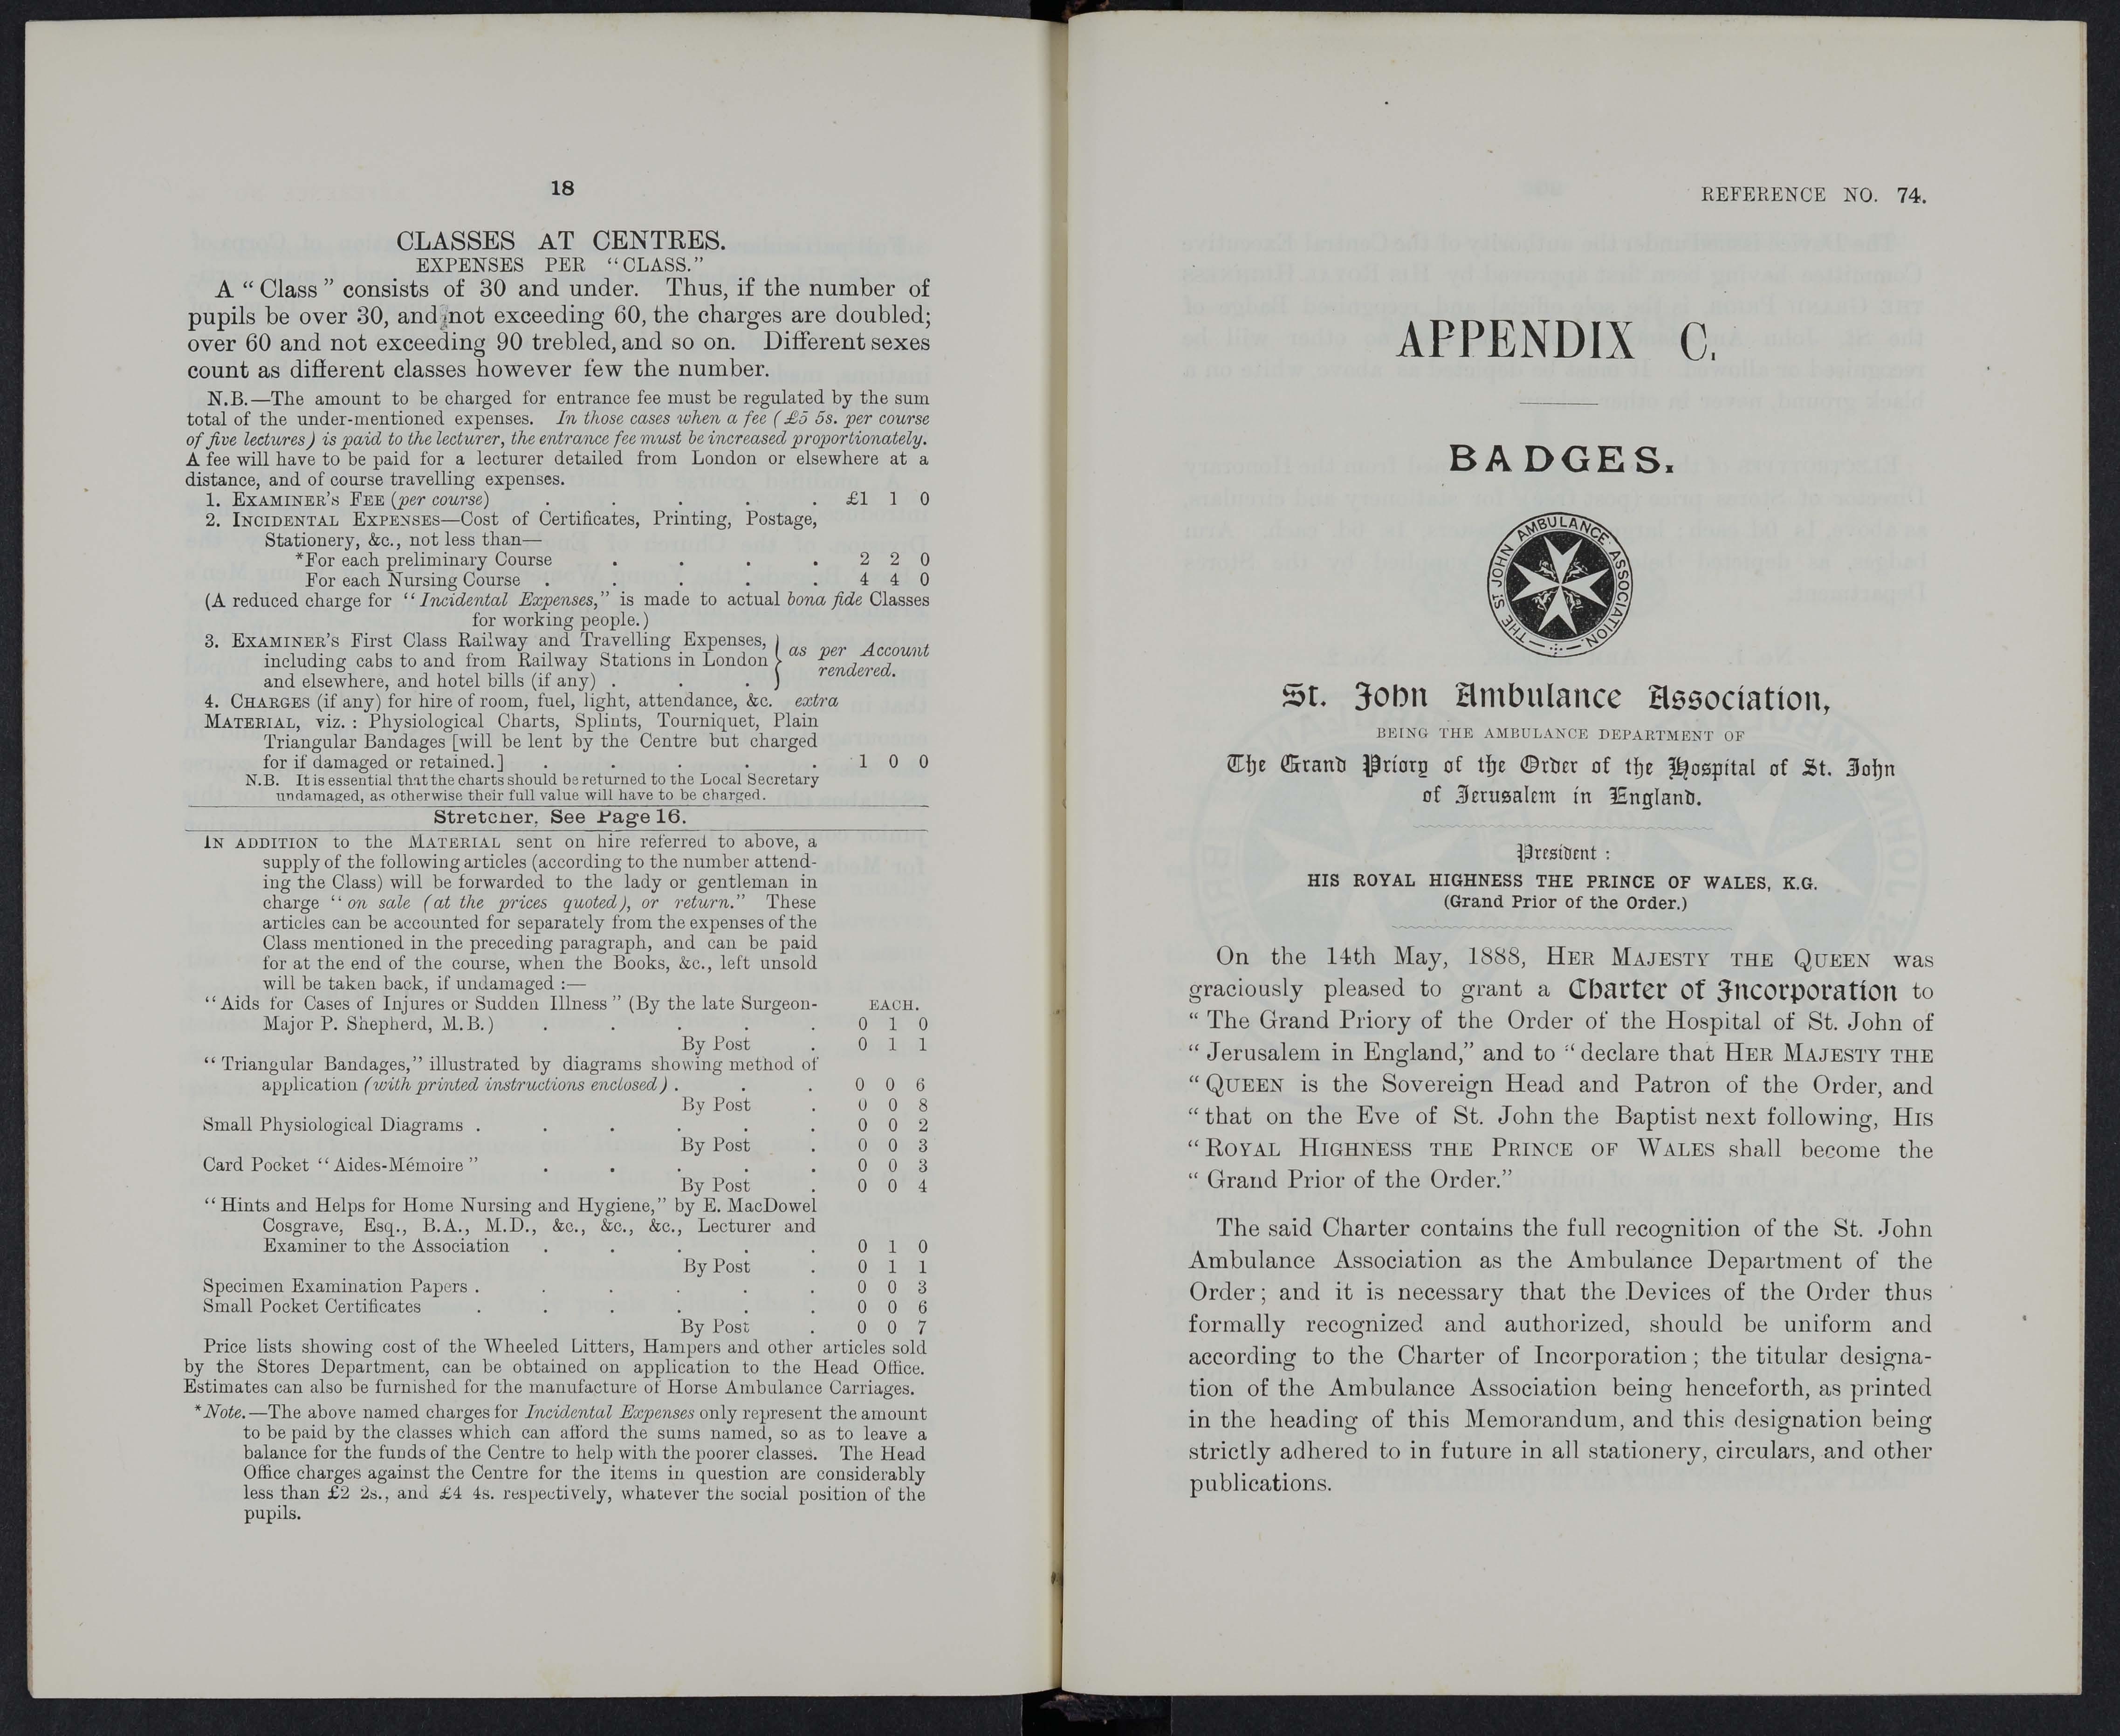 18
CLASSES AT CENTRES.
EXPENSES PER “CLASS.”
A “Class” consists of 30 and under. Thus, if the number of
pupils be over 30, and not exceeding 60, the charges are doubled;
over 60 and not exceeding 90 trebled, and so on. Different sexes
count as different classes however few the number.
N.B.—The amount to be charged for entrance fee must be regulated by the sum
total of the under-mentioned expenses. In those cases when a fee (£5 5s. per course
of five lectures) is paid to the lecturer, the entrance fee must be increased proportionately.
A fee will have to be paid for a lecturer detailed from London or elsewhere at a
distance, and of course travelling expenses.
1. EXAMINER'S FEE (per course) . . . . . £1 1 0
2. INCIDENTAL EXPENSES—Cost of Certificates, Printing, Postage,
Stationery, &c., not less than—
*For each preliminary Course . . . . 2 2 0
For each Nursing Course . . . . . 4 4 0
(A reduced charge for “Incidental Expenses,” is made to actual bona fide Classes
for working people.)
3. EXAMINER'S First Class Railway and Travelling Expenses,
including cabs to and from Railway Stations in London
and elsewhere, and hotel bills (if any) . . .
as per Account
rendered.
4. CHARGES (if any) for hire of room, fuel, light, attendance, &c. extra
MATERIAL, viz. : Physiological Charts, Splints, Tourniquet, Plain
Triangular Bandages [will be lent by the Centre but charged
for if damaged or retained.] . . . . . 1 0 0
N.B. It is essential that the charts should be returned to the Local Secretary
undamaged, as otherwise their full value will have to be charged.
Stretcher, See Page 16.
IN ADDITION to the MATERIAL sent on hire referred to above, a
supply of the following articles (according to the number attend-
ing the Class) will be forwarded to the lady or gentleman in
charge “on sale (at the prices quoted), or return.” These
articles can be accounted for separately from the expenses of the
Class mentioned in the preceding paragraph, and can be paid
for at the end of the course, when the Books, &c., left unsold
will be taken back, if undamaged :—
“Aids for Cases of Injures or Sudden Illness” (By the late Surgeon- EACH.
Major P. Shepherd, M.B.) . . . . . 0 1 0
By Post . 0 1 1
“Triangular Bandages,” illustrated by diagrams showing method of
application (with printed instructions enclosed) . . . 0 0 6
By Post . 0 0 8
Small Physiological Diagrams . . . . . . 0 0 2
By Post . 0 0 3
Card Pocket “Aides-Mémoire” . . . . . 0 0 3
By Post . 0 0 4
“Hints and Helps for Home Nursing and Hygiene,” by E. MacDowel
Cosgrave, Esq., B.A., M.D., &c., &c., &c., Lecturer and
Examiner to the Association . . . . . 0 1 0
By Post . 0 1 1
Specimen Examination Papers . . . . . . 0 0 3
Small Pocket Certificates . . . . . . 0 0 6
By Post . 0 0 7
Price lists showing cost of the Wheeled Litters, Hampers and other articles sold
by the Stores Department, can be obtained on application to the Head Office.
Estimates can also be furnished for the manufacture of Horse Ambulance Carriages.
*Note.—The above named charges for Incidental Expenses only represent the amount
to be paid by the classes which can afford the sums named, so as to leave a
balance for the funds of the Centre to help with the poorer classes. The Head
Office charges against the Centre for the items in question are considerably
less than £2 2s., and £4 4s. respectively, whatever the social position of the
pupils.
REFERENCE NO. 74.
APPENDIX C.
BADGES.
THE ST. JOHN AMBULANCE ASSOCIATION.
St. John Ambulance Association,
BEING THE AMBULANCE DEPARTMENT OF
The Grand Priory of the Order of the Hospital of St. John
of Jerusalem in England.
President :
HIS ROYAL HIGHNESS THE PRINCE OF WALES, K.G.
(Grand Prior of the Order.)
On the 14th May, 1888, HER MAJESTY THE QUEEN was
graciously pleased to grant a Charter of Incorporation to
“The Grand Priory of the Order of the Hospital of St. John of
“Jerusalem in England,” and to “declare that HER MAJESTY THE
“QUEEN is the Sovereign Head and Patron of the Order, and
“that on the Eve of St. John the Baptist next following, HIS
“ROYAL HIGHNESS THE PRINCE OF WALES shall become the
“Grand Prior of the Order.”
The said Charter contains the full recognition of the St. John
Ambulance Association as the Ambulance Department of the
Order; and it is necessary that the Devices of the Order thus
formally recognized and authorized, should be uniform and
according to the Charter of Incorporation; the titular designa-
tion of the Ambulance Association being henceforth, as printed
in the heading of this Memorandum, and this designation being
strictly adhered to in future in all stationery, circulars, and other
publications.